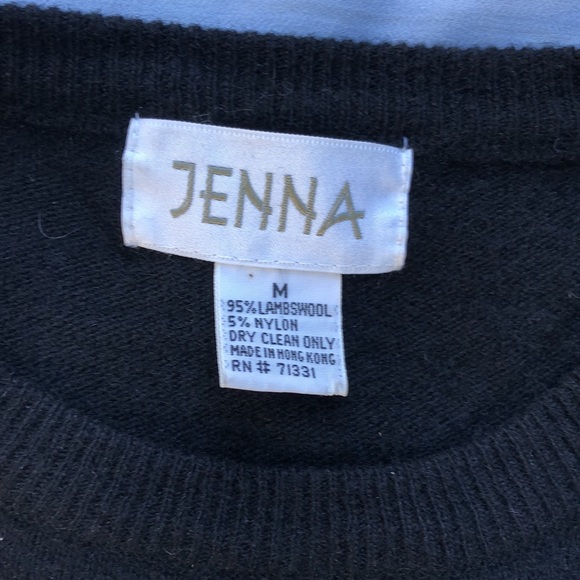 JENNA
M
95% LAMBSWOOL
5% NYLON
DRY CLEAN ONLY
MADE IN HONG KONG
RN # 71331